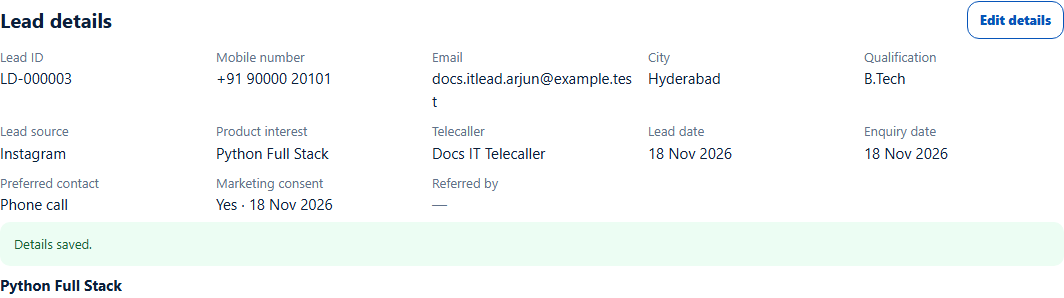 Lead details
Edit details
Lead ID
Mobile number
Email
City
Qualification
LD-000003
+91 90000 20101
docs.itlead.arjun@example.tes
t
Hyderabad
B.Tech
Lead source
Product interest
Telecaller
Lead date
Enquiry date
Instagram
Python Full Stack
Docs IT Telecaller
18 Nov 2026
18 Nov 2026
Preferred contact
Marketing consent
Referred by
Phone call
Yes · 18 Nov 2026
—
Details saved.
Python Full Stack